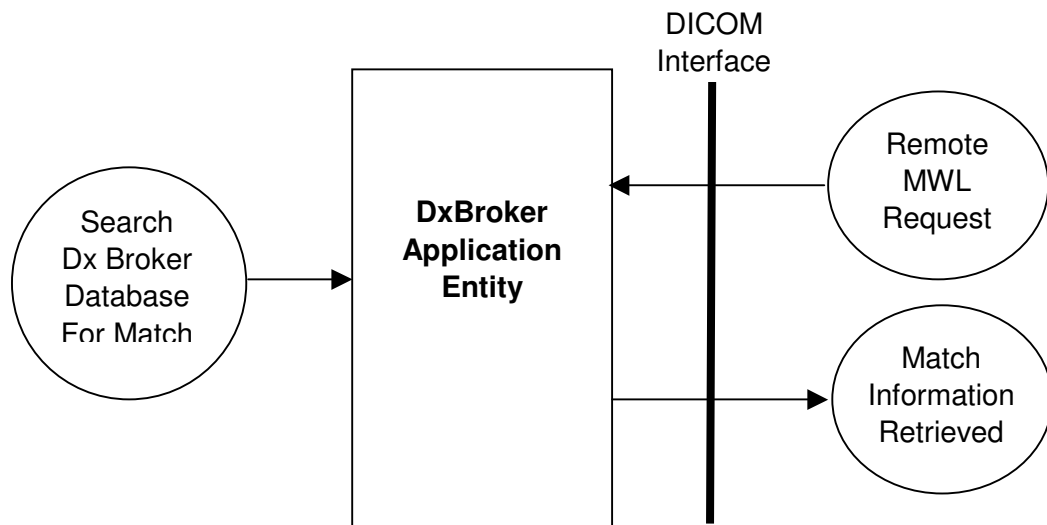 DICOM
Interface
Remote
MWL
Request
Search
Dx Broker
Database
For Match
DxBroker
Application
Entity
Match
Information
Retrieved